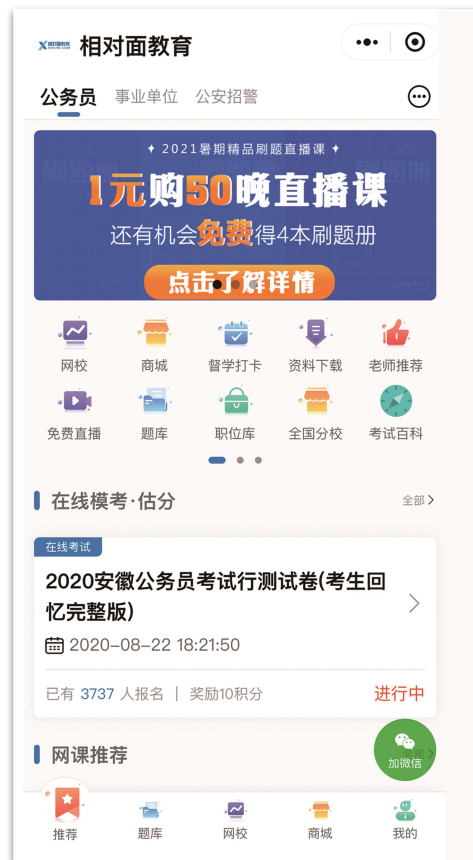 相对面教育
公务员 事业单位 公安招警
2021暑期精品刷题直播课
1元购50晚直播课
还有机会免费得4本刷题册
点击了解详情
网校 商城 督学打卡 资料下载 老师推荐
免费直播 题库 职位库 全国分校 考试百科
在线模考·估分 全部
在线考试
2020安徽公务员考试行测试卷(考生回
忆完整版)
2020-08-22 18:21:50
已有 3737 人报名 | 奖励10积分 进行中
网课推荐
加微信
推荐 题库 网校 商城 我的